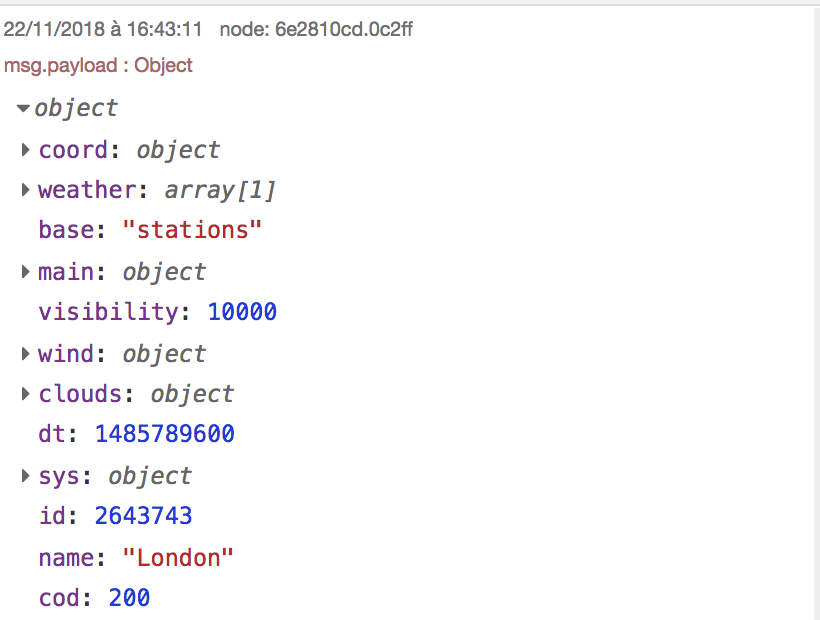 22/11/2018 à 16:43:11 node: 6e2810cd.0c2ff
msg.payload : Object
object
coord: object
weather: array[1]
base: "stations"
main: object
visibility: 10000
wind: object
clouds: object
dt: 1485789600
sys: object
id: 2643743
name: "London"
cod: 200